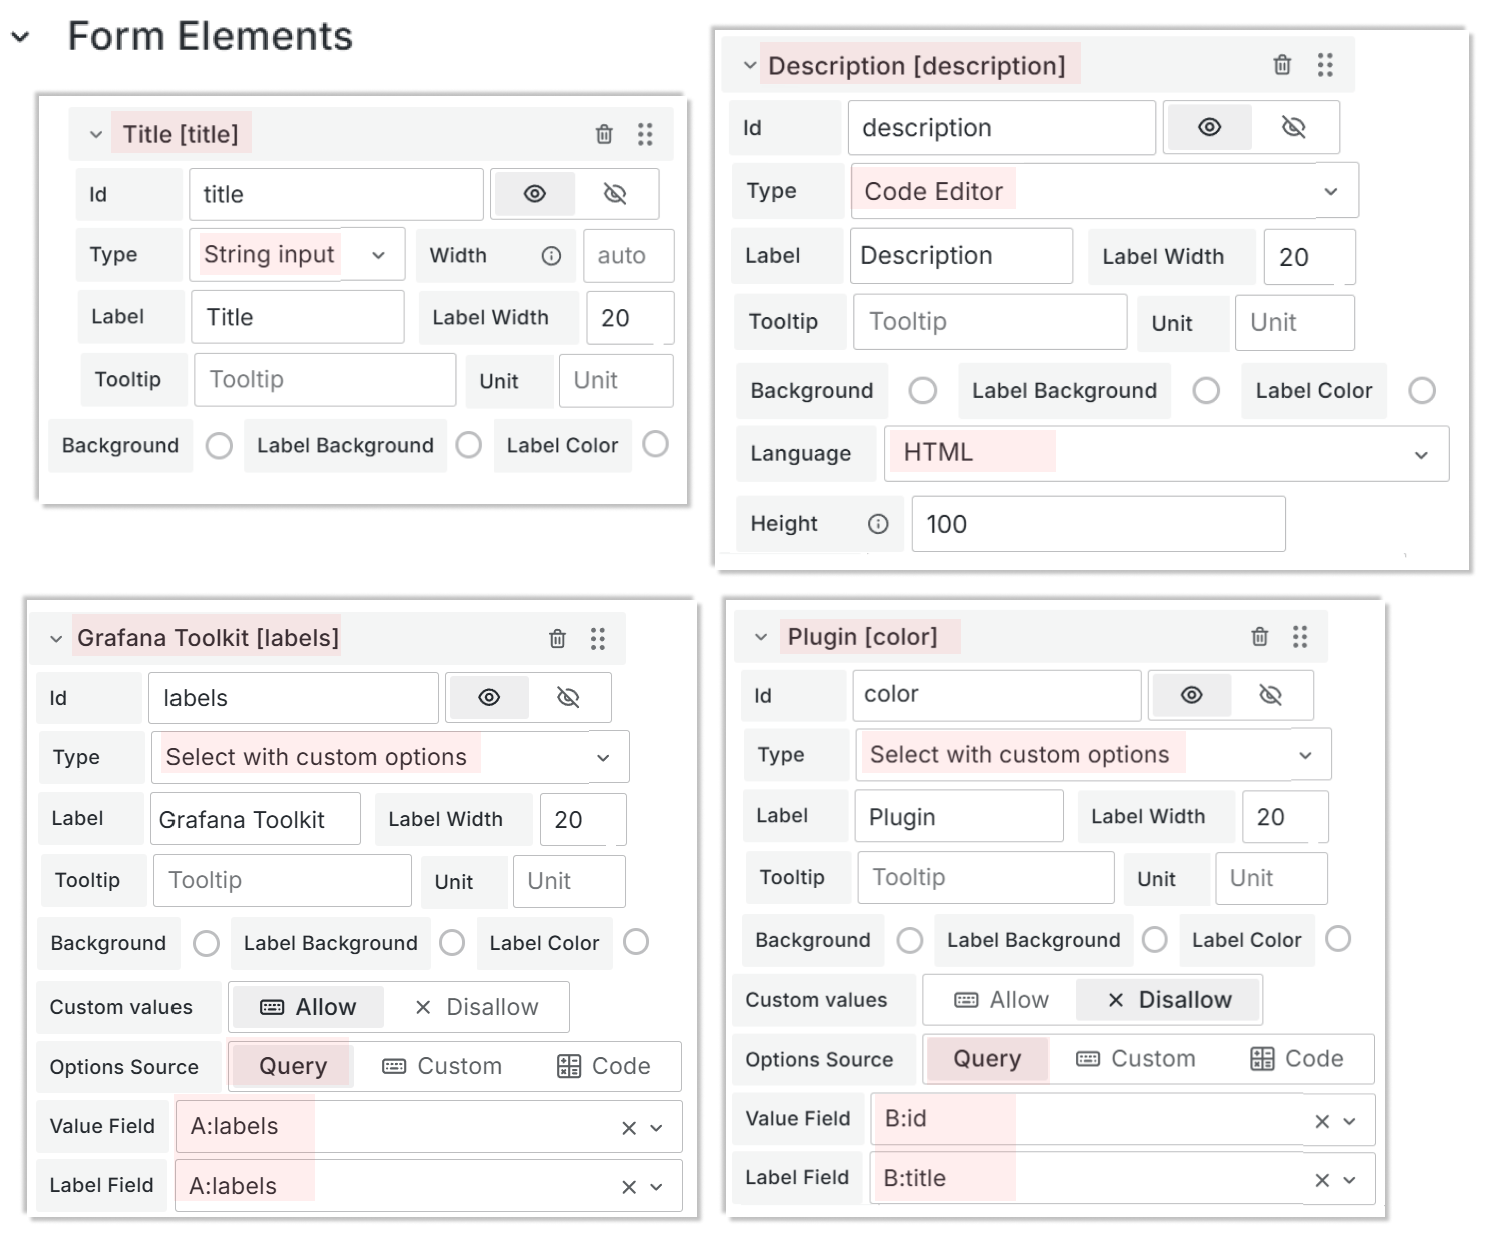 Form Elements
Title [title]
Id title
Type String input Width auto
Label Title Label Width 20
Tooltip Tooltip Unit Unit
Background Label Background Label Color
Description [description]
Id description
Type Code Editor
Label Description Label Width 20
Tooltip Tooltip Unit Unit
Background Label Background Label Color
Language HTML
Height 100
Grafana Toolkit [labels]
Id labels
Type Select with custom options
Label Grafana Toolkit Label Width 20
Tooltip Tooltip Unit Unit
Background Label Background Label Color
Custom values Allow Disallow
Options Source Query Custom Code
Value Field A:labels
Label Field A:labels
Plugin [color]
Id color
Type Select with custom options
Label Plugin Label Width 20
Tooltip Tooltip Unit Unit
Background Label Background Label Color
Custom values Allow Disallow
Options Source Query Custom Code
Value Field B:id
Label Field B:title